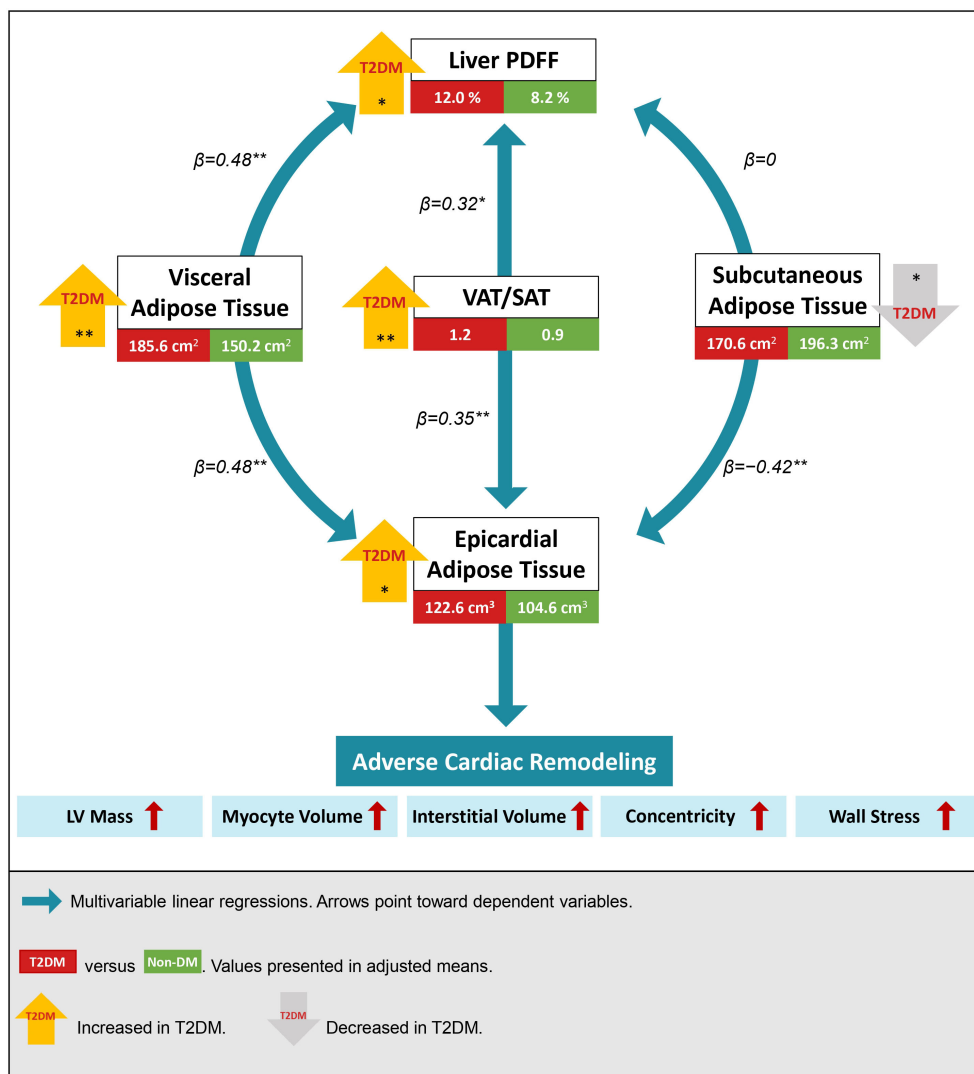 T2DM
*
Liver PDFF
12.0 %
8.2 %
β=0.48**
β=0.32*
β=0
T2DM
**
Visceral
Adipose Tissue
185.6 cm²
150.2 cm²
T2DM
**
VAT/SAT
1.2
0.9
Subcutaneous
Adipose Tissue
170.6 cm²
196.3 cm²
*
T2DM
β=0.48**
β=0.35**
β=−0.42**
T2DM
*
Epicardial
Adipose Tissue
122.6 cm³
104.6 cm³
Adverse Cardiac Remodeling
LV Mass
Myocyte Volume
Interstitial Volume
Concentricity
Wall Stress
Multivariable linear regressions. Arrows point toward dependent variables.
T2DM versus Non-DM. Values presented in adjusted means.
T2DM Increased in T2DM.
T2DM Decreased in T2DM.